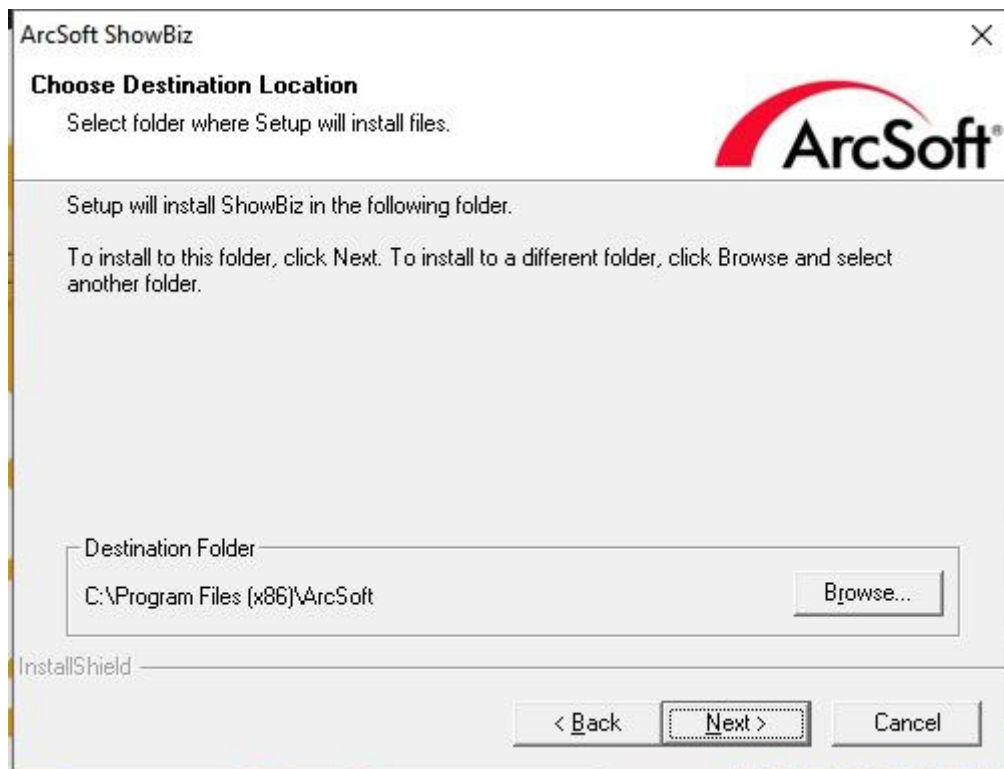 ArcSoft ShowBiz
Choose Destination Location
Select folder where Setup will install files.
ArcSoft®
Setup will install ShowBiz in the following folder.
To install to this folder, click Next. To install to a different folder, click Browse and select
another folder.
Destination Folder
C:\Program Files (x86)\ArcSoft
Browse...
InstallShield
< Back
Next >
Cancel